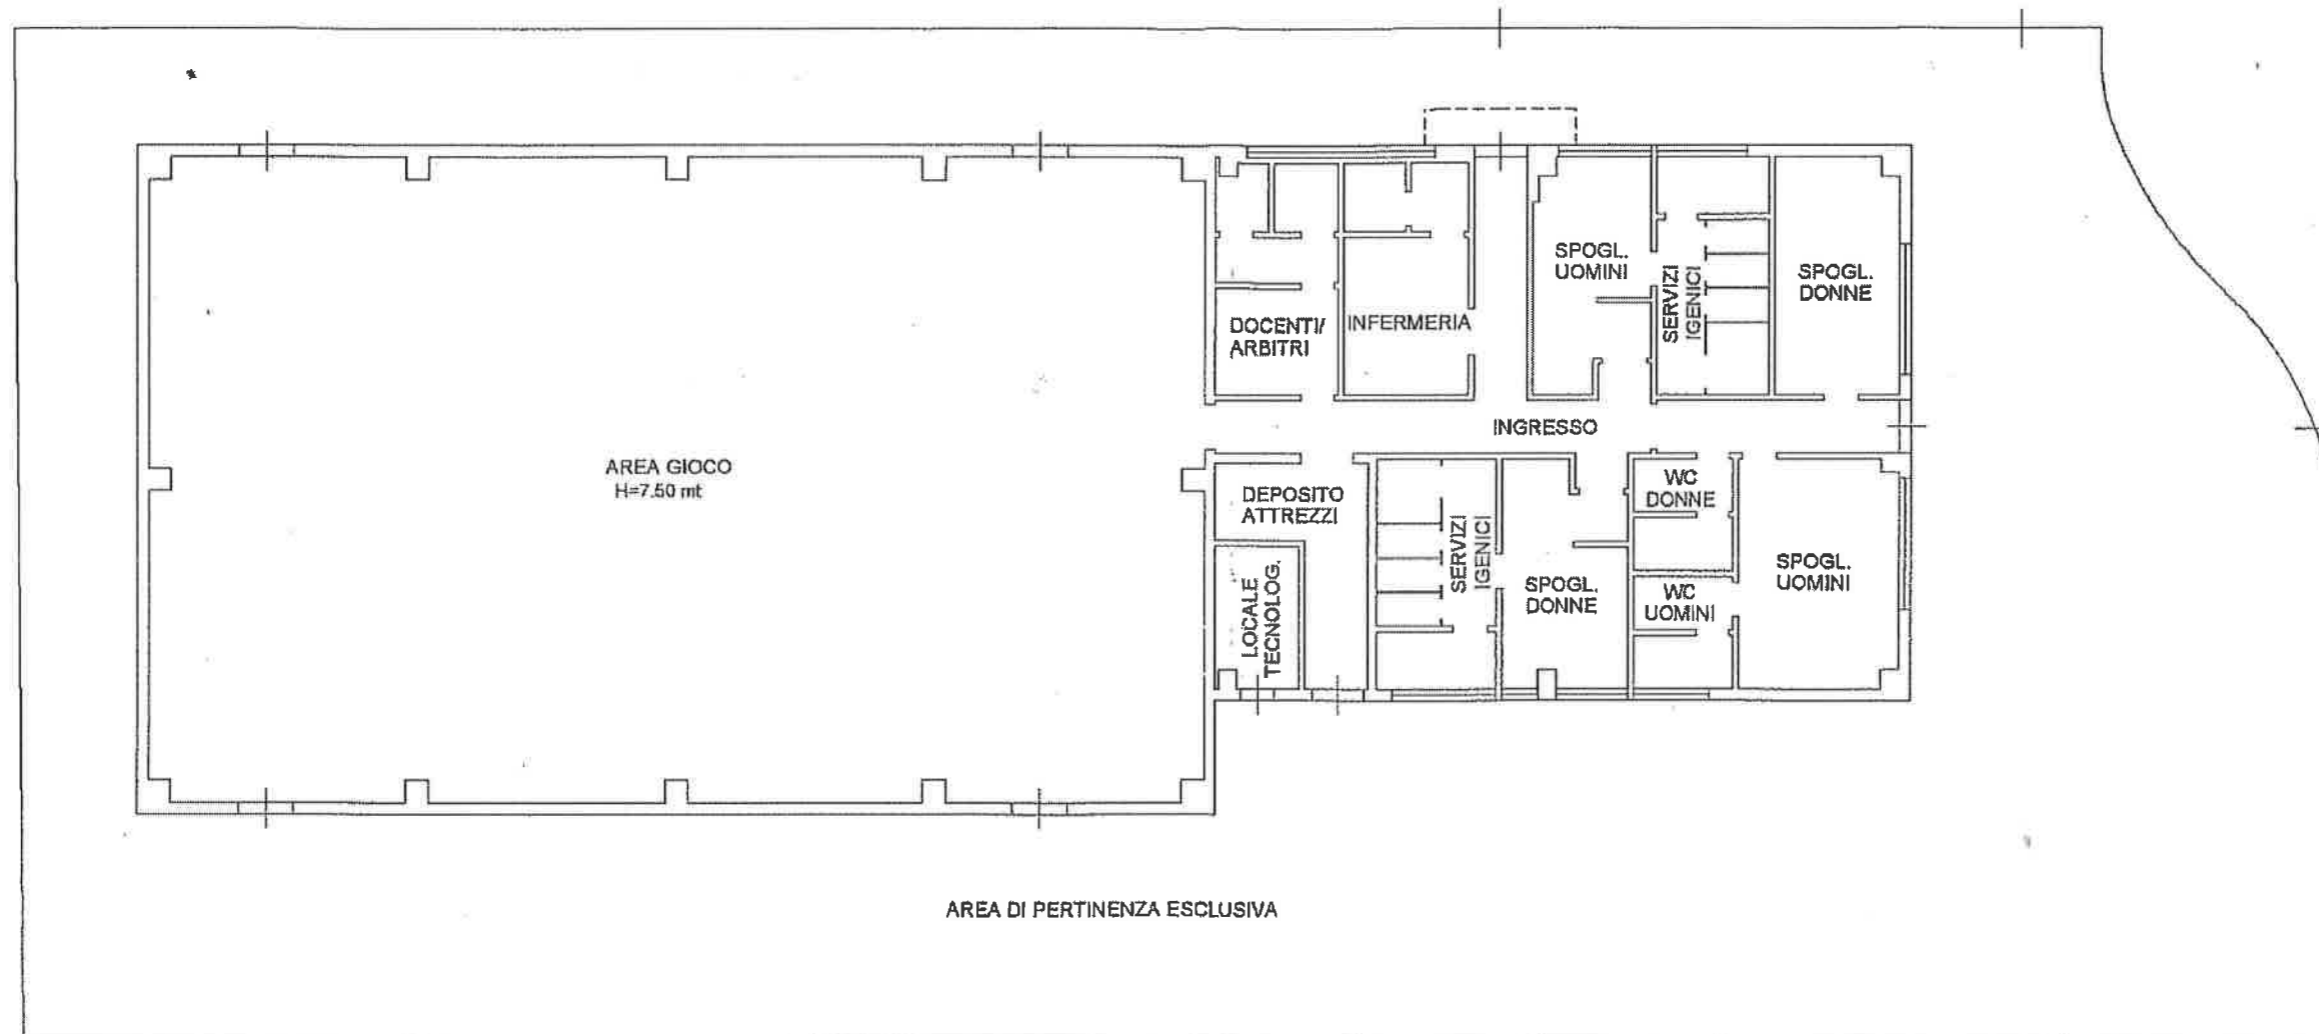 SPOGL.
UOMINI
SERVIZI
IGENICI
SPOGL.
DONNE
DOCENTI/
ARBITRI
INFERMERIA
INGRESSO
AREA GIOCO
H=7.50 mt
DEPOSITO
ATTREZZI
LOCALE
TECNOLOG.
SERVIZI
IGENICI
SPOGL.
DONNE
WC
DONNE
WC
UOMINI
SPOGL.
UOMINI
AREA DI PERTINENZA ESCLUSIVA